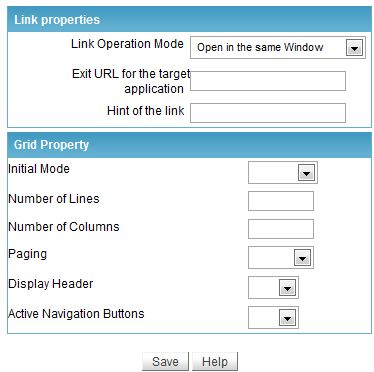 Link properties
Link Operation Mode Open in the same Window
Exit URL for the target
application
Hint of the link
Grid Property
Initial Mode
Number of Lines
Number of Columns
Paging
Display Header
Active Navigation Buttons
Save Help